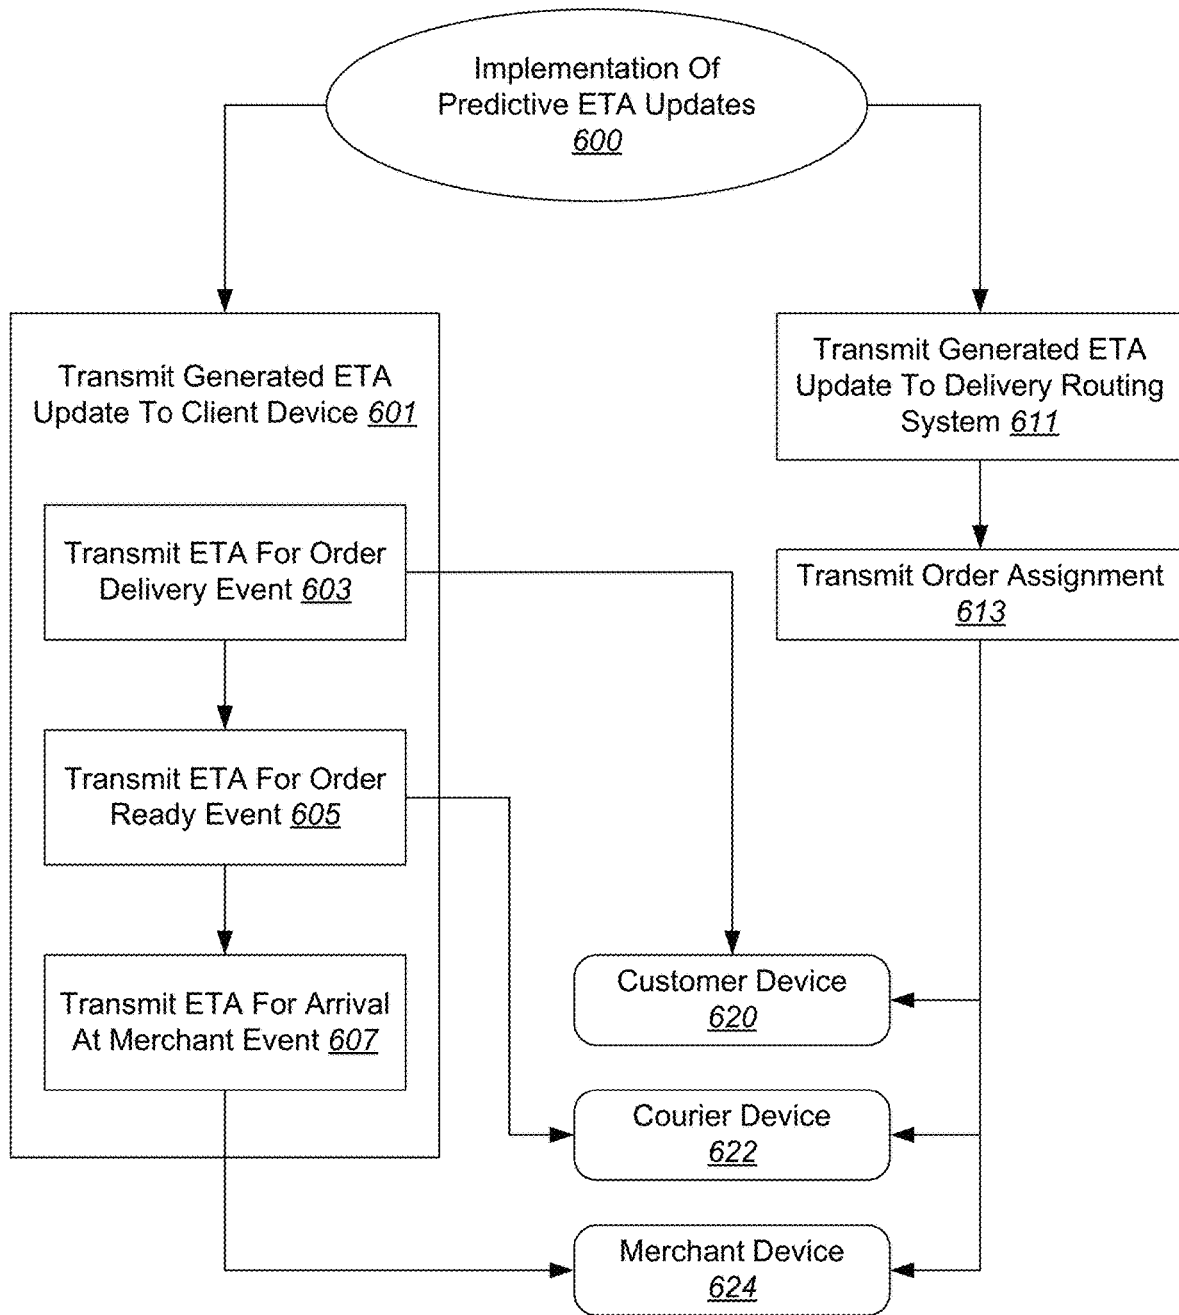 Implementation Of
Predictive ETA Updates
600
Transmit Generated ETA
Update To Client Device 601
Transmit ETA For Order
Delivery Event 603
Transmit ETA For Order
Ready Event 605
Transmit ETA For Arrival
At Merchant Event 607
Transmit Generated ETA
Update To Delivery Routing
System 611
Transmit Order Assignment
613
Customer Device
620
Courier Device
622
Merchant Device
624